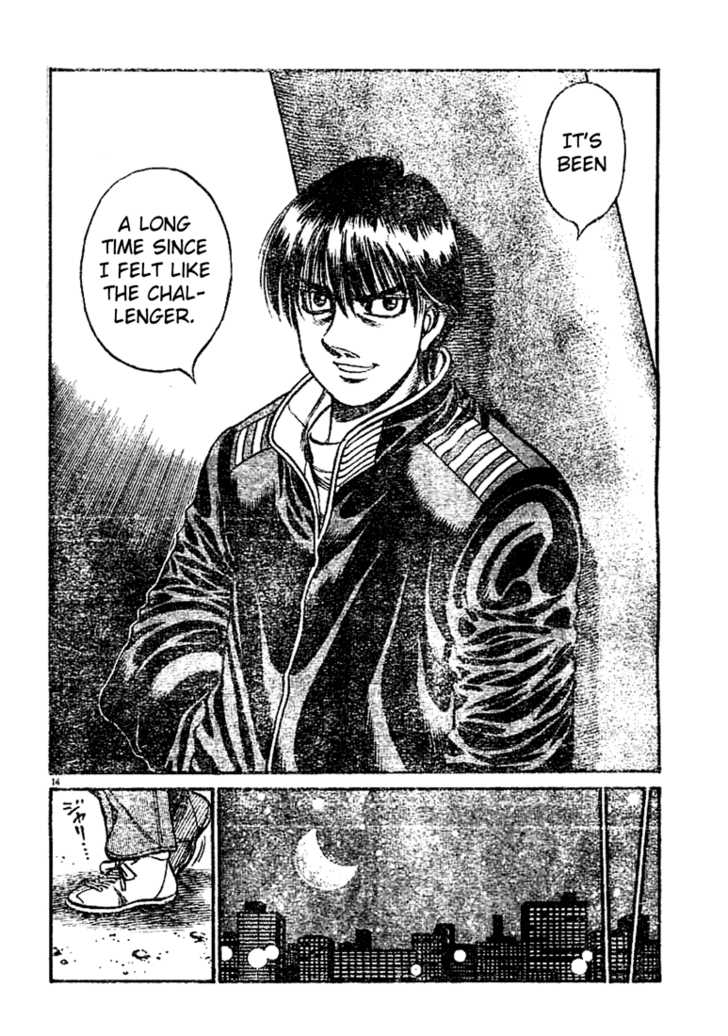 IT'S
BEEN
A LONG
TIME SINCE
I FELT LIKE
THE CHAL-
LENGER.
14
ジャリ……